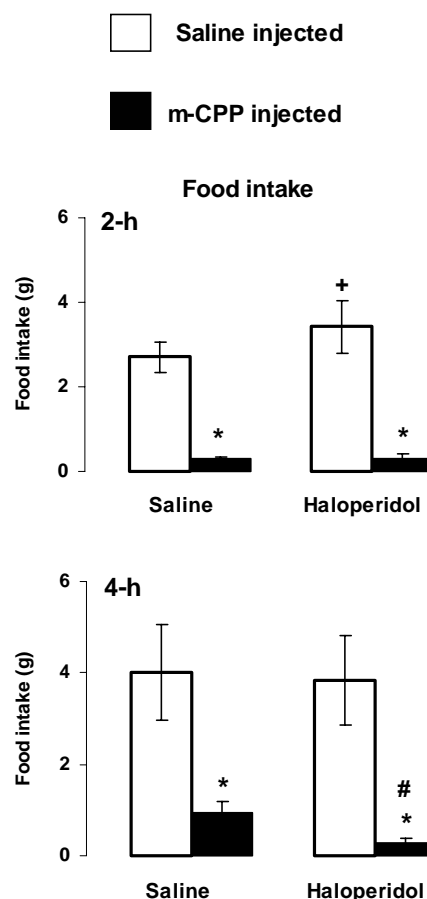 Saline injected
m-CPP injected
Food intake
2-h
Food intake (g)
6
4
2
0
+
*
*
Saline Haloperidol
4-h
Food intake (g)
6
4
2
0
*
#
*
Saline Haloperidol